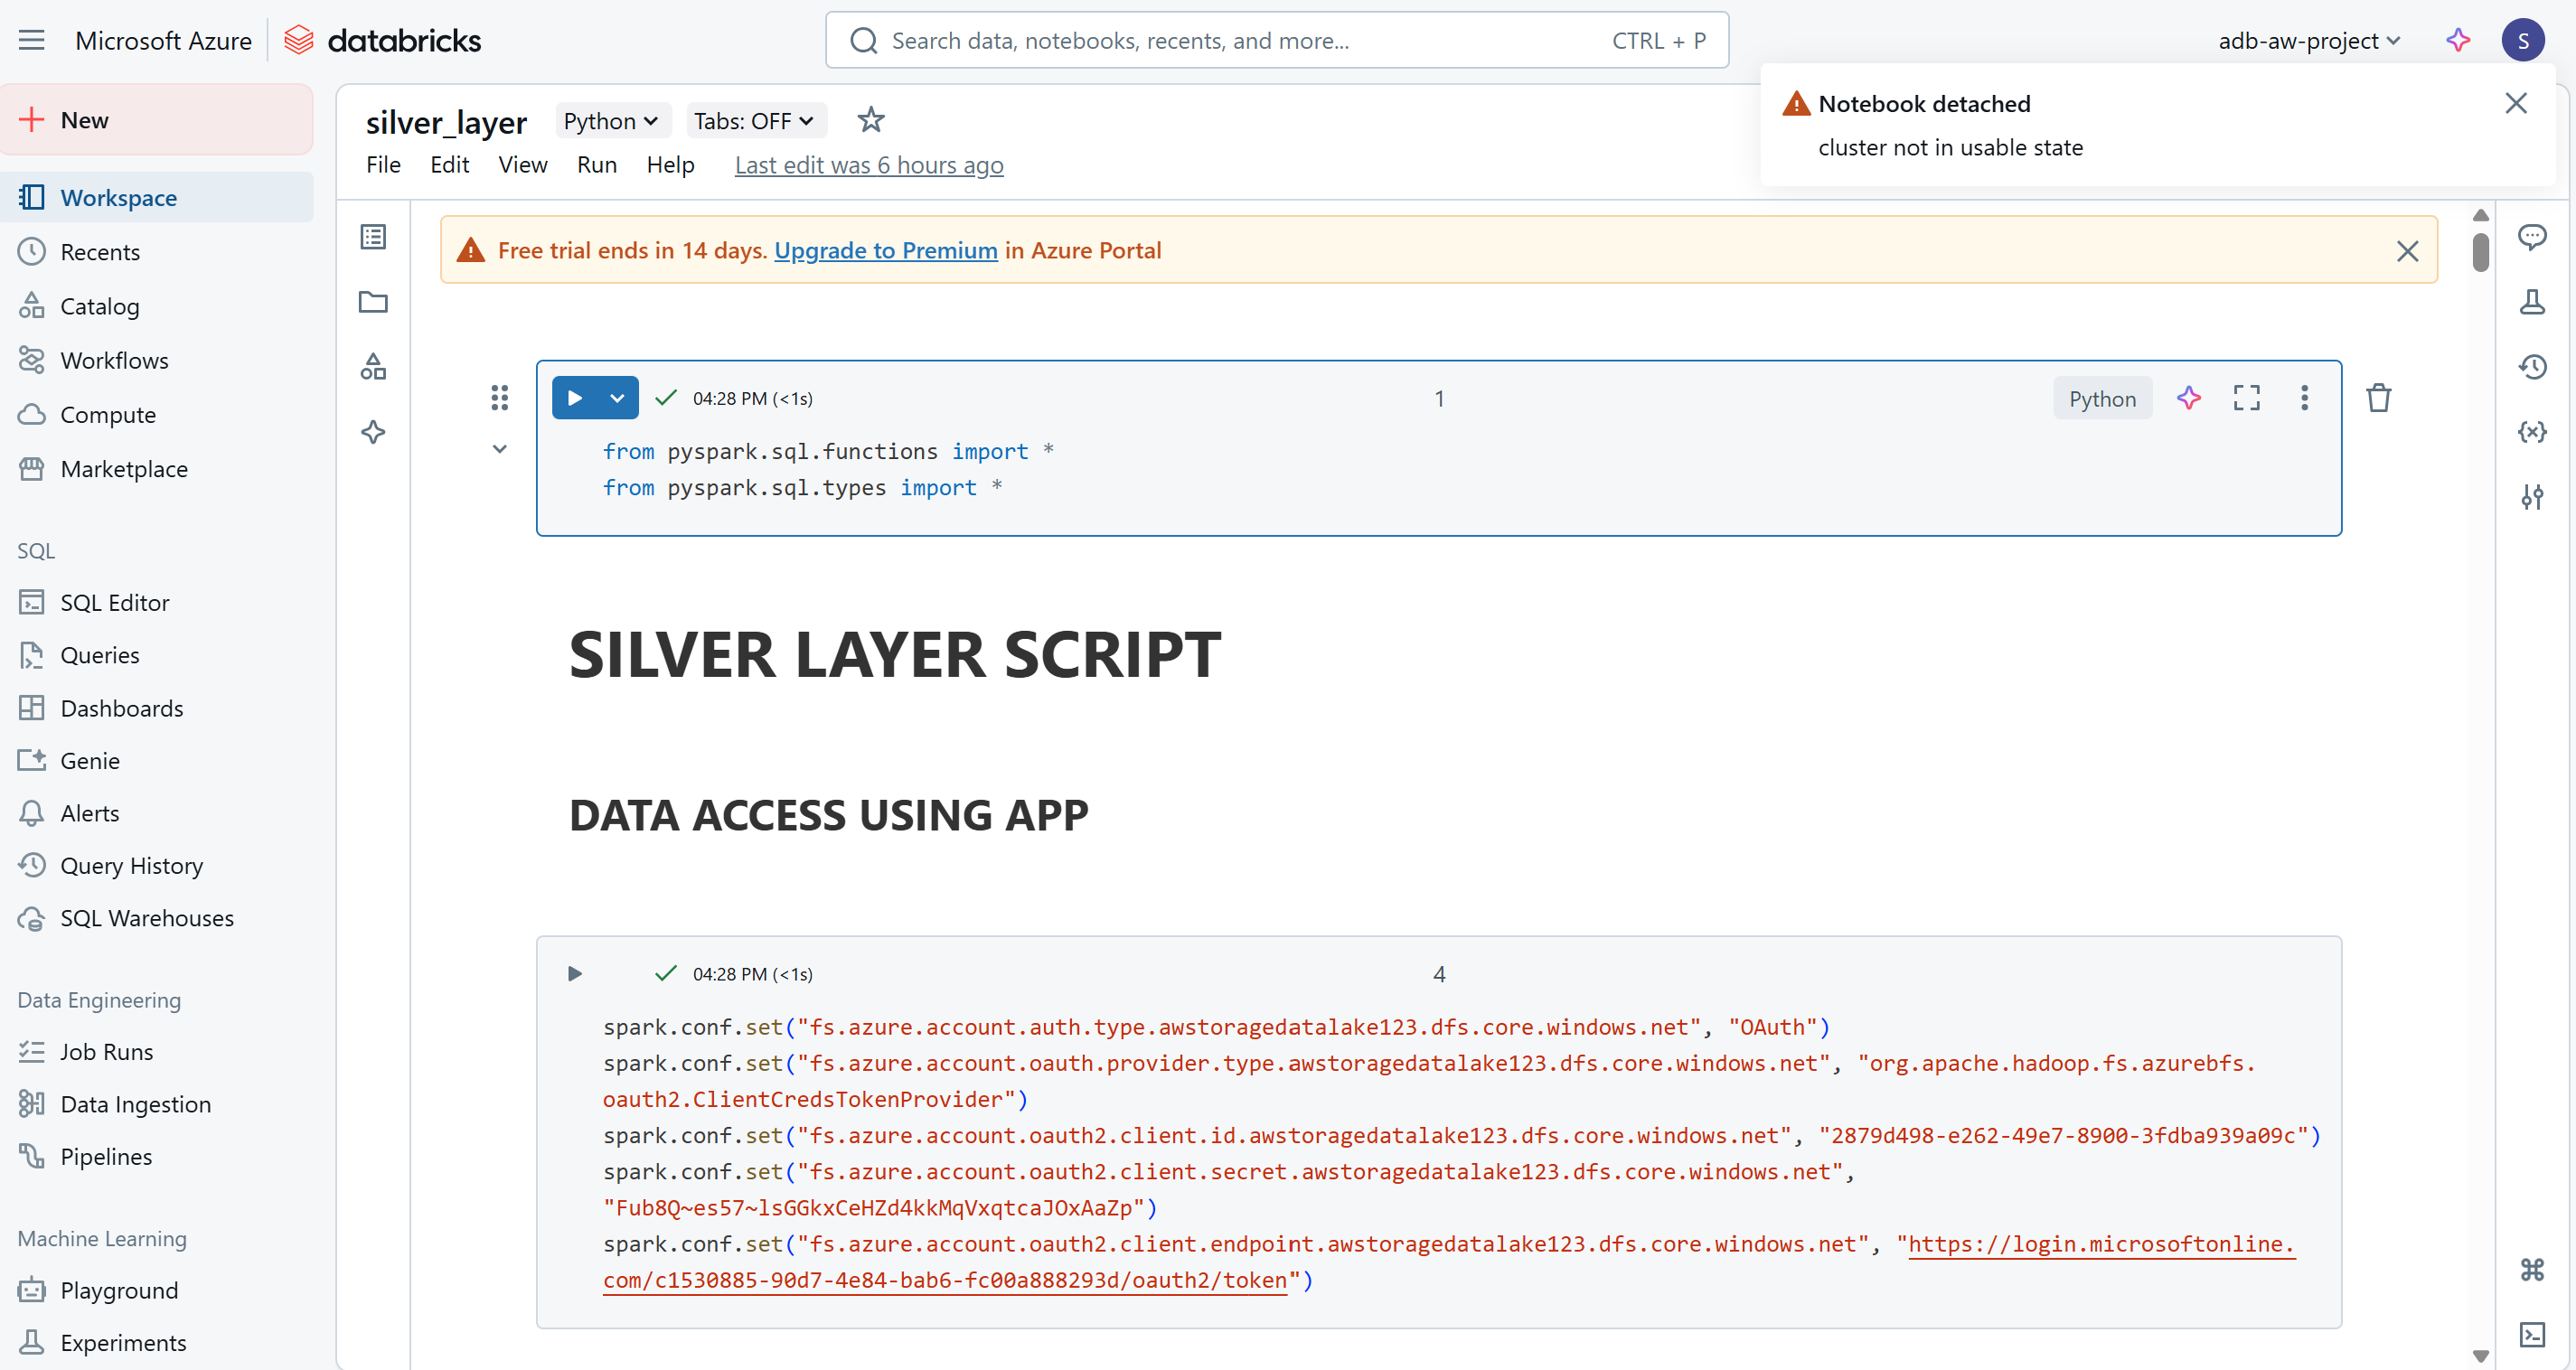 Microsoft Azure
databricks
Search data, notebooks, recents, and more...
CTRL + P
adb-aw-project
S
Notebook detached
cluster not in usable state
New
Workspace
Recents
Catalog
Workflows
Compute
Marketplace
SQL
SQL Editor
Queries
Dashboards
Genie
Alerts
Query History
SQL Warehouses
Data Engineering
Job Runs
Data Ingestion
Pipelines
Machine Learning
Playground
Experiments
silver_layer
Python
Tabs: OFF
File Edit View Run Help Last edit was 6 hours ago
Free trial ends in 14 days. Upgrade to Premium in Azure Portal
04:28 PM (<1s)
1
Python
from pyspark.sql.functions import *
from pyspark.sql.types import *
SILVER LAYER SCRIPT
DATA ACCESS USING APP
04:28 PM (<1s)
4
spark.conf.set("fs.azure.account.auth.type.awstoragedatalake123.dfs.core.windows.net", "OAuth")
spark.conf.set("fs.azure.account.oauth.provider.type.awstoragedatalake123.dfs.core.windows.net", "org.apache.hadoop.fs.azurebfs.
oauth2.ClientCredsTokenProvider")
spark.conf.set("fs.azure.account.oauth2.client.id.awstoragedatalake123.dfs.core.windows.net", "2879d498-e262-49e7-8900-3fdba939a09c")
spark.conf.set("fs.azure.account.oauth2.client.secret.awstoragedatalake123.dfs.core.windows.net",
"Fub8Q~es57~lsGGkxCeHZd4kkMqVxqtcaJOxAaZp")
spark.conf.set("fs.azure.account.oauth2.client.endpoint.awstoragedatalake123.dfs.core.windows.net", "https://login.microsoftonline.
com/c1530885-90d7-4e84-bab6-fc00a888293d/oauth2/token")